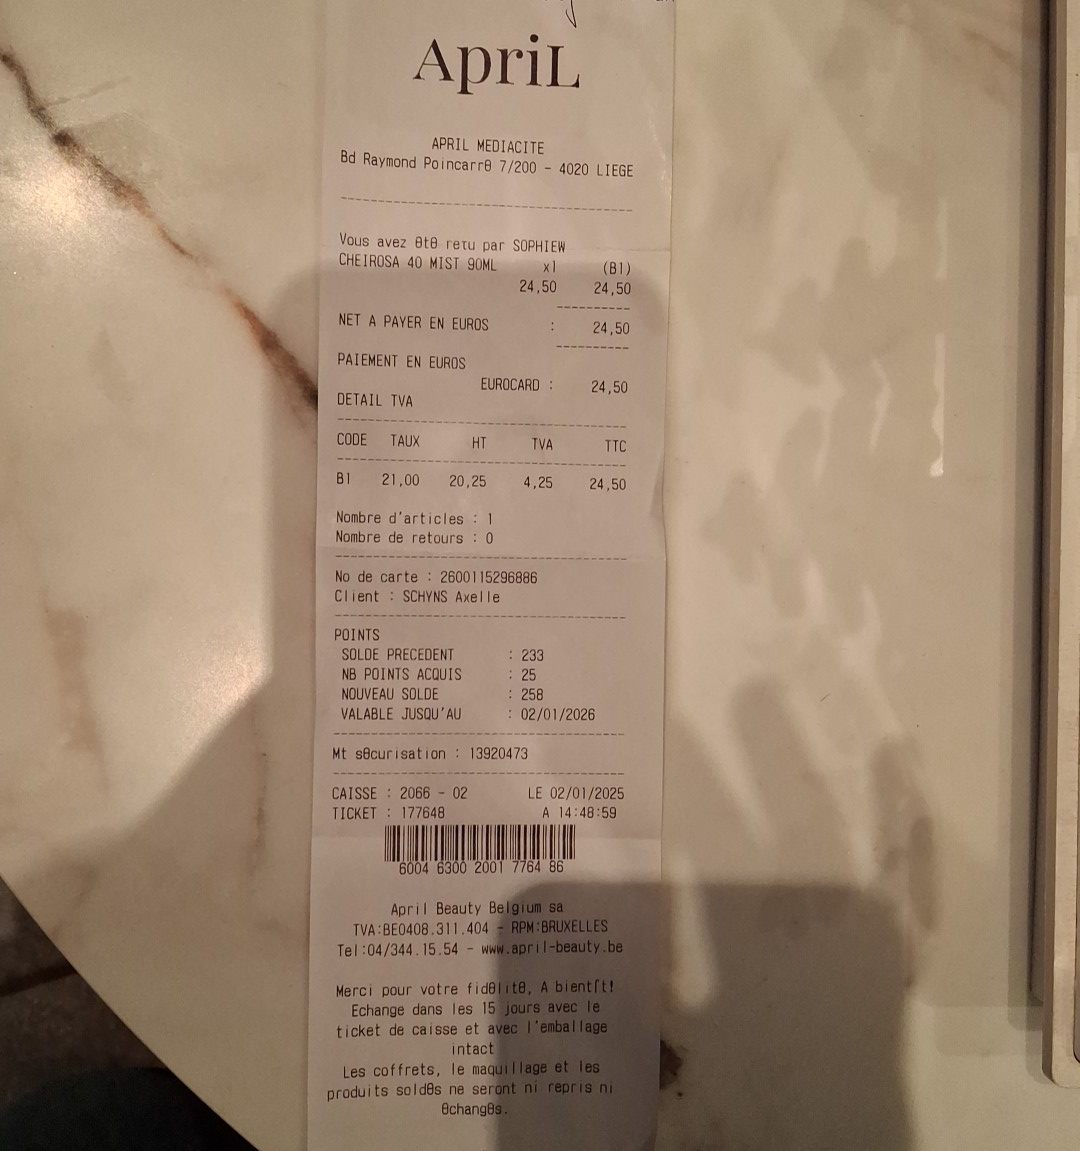 ApriL
APRIL MEDIACITE
Bd Raymond Poincarr8 7/200 - 4020 LIEGE
Vous avez 8t8 retu par SOPHIEW
CHEIROSA 40 MIST 90ML x1 (B1)
24,50 24,50
NET A PAYER EN EUROS : 24,50
PAIEMENT EN EUROS
EUROCARD : 24,50
DETAIL TVA
CODE TAUX HT TVA TTC
B1 21,00 20,25 4,25 24,50
Nombre d'articles : 1
Nombre de retours : 0
No de carte : 2600115296886
Client : SCHYNS Axelle
POINTS
SOLDE PRECEDENT : 233
NB POINTS ACQUIS : 25
NOUVEAU SOLDE : 258
VALABLE JUSQU'AU : 02/01/2026
Mt s8curisation : 13920473
CAISSE : 2066 - 02 LE 02/01/2025
TICKET : 177648 A 14:48:59
6004 6300 2001 7764 86
April Beauty Belgium sa
TVA:BE0408.311.404 - RPM:BRUXELLES
Tel:04/344.15.54 - www.april-beauty.be
Merci pour votre fid8lit8, A bient⌠t!
Echange dans les 15 jours avec le
ticket de caisse et avec l'emballage
intact
Les coffrets, le maquillage et les
produits sold8s ne seront ni repris ni
8chang8s.